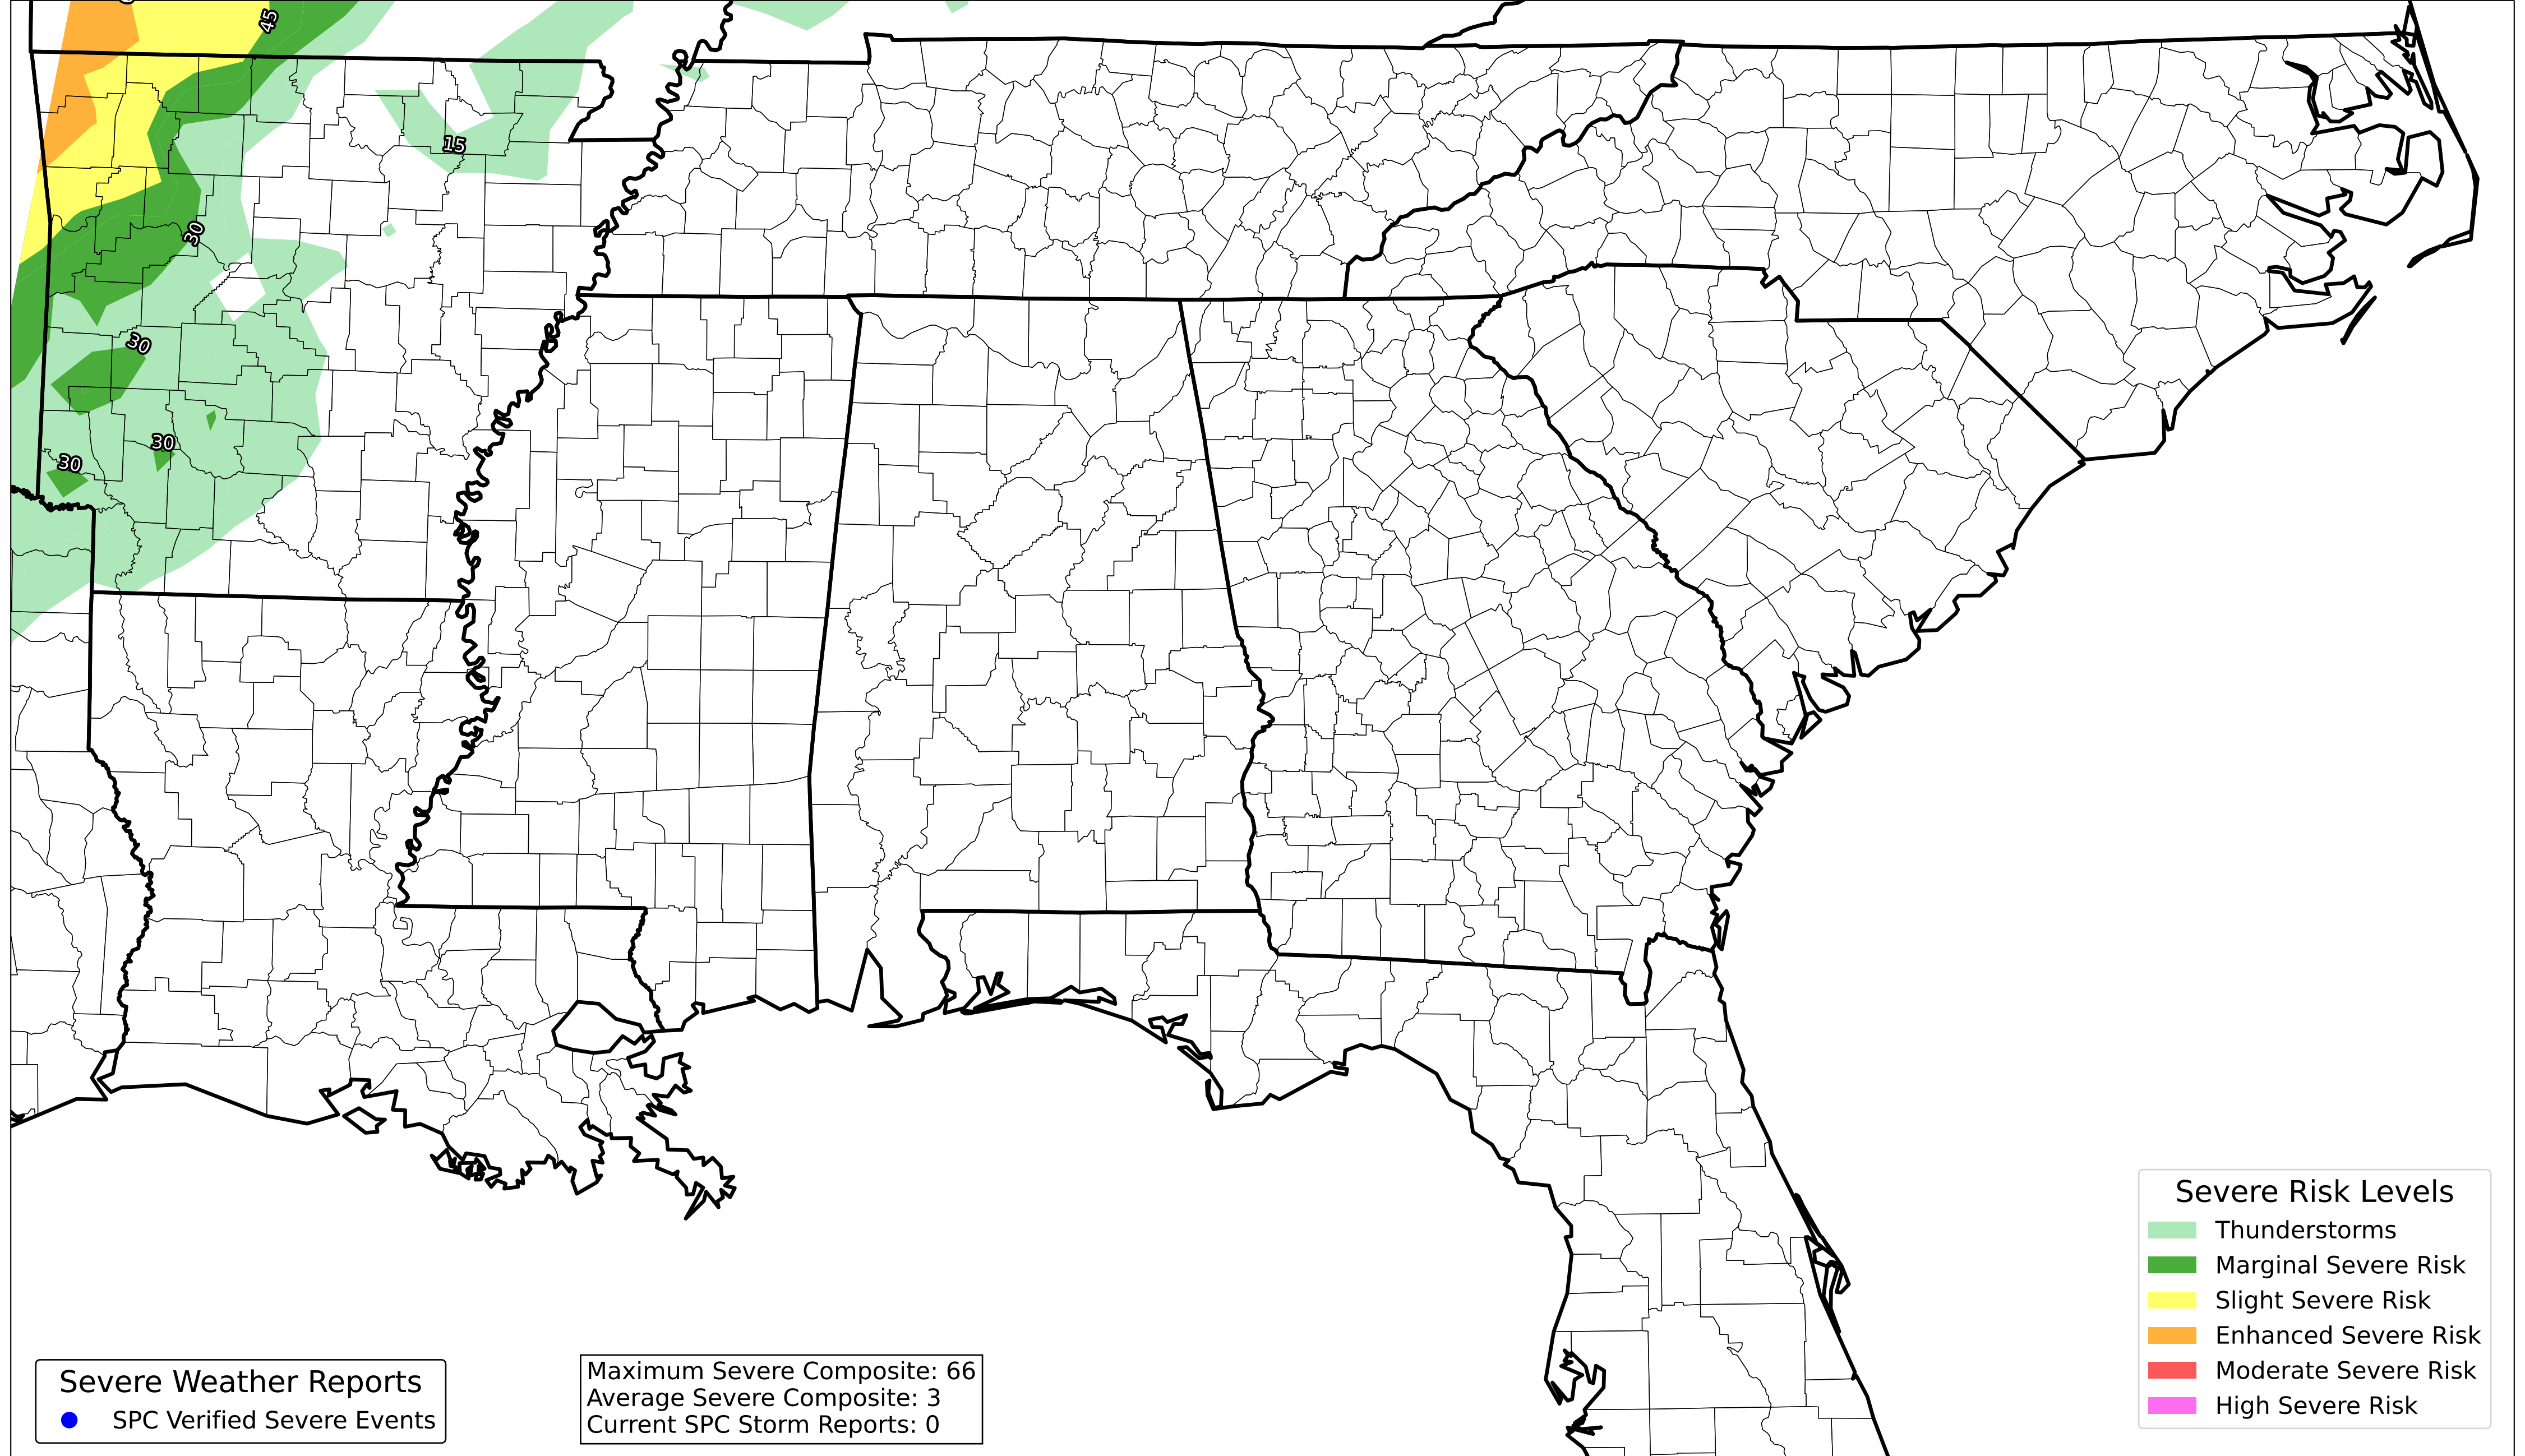 45
15
30
30
30
30
Severe Risk Levels
Thunderstorms
Marginal Severe Risk
Slight Severe Risk
Enhanced Severe Risk
Moderate Severe Risk
High Severe Risk
Severe Weather Reports
SPC Verified Severe Events
Maximum Severe Composite: 66
Average Severe Composite: 3
Current SPC Storm Reports: 0